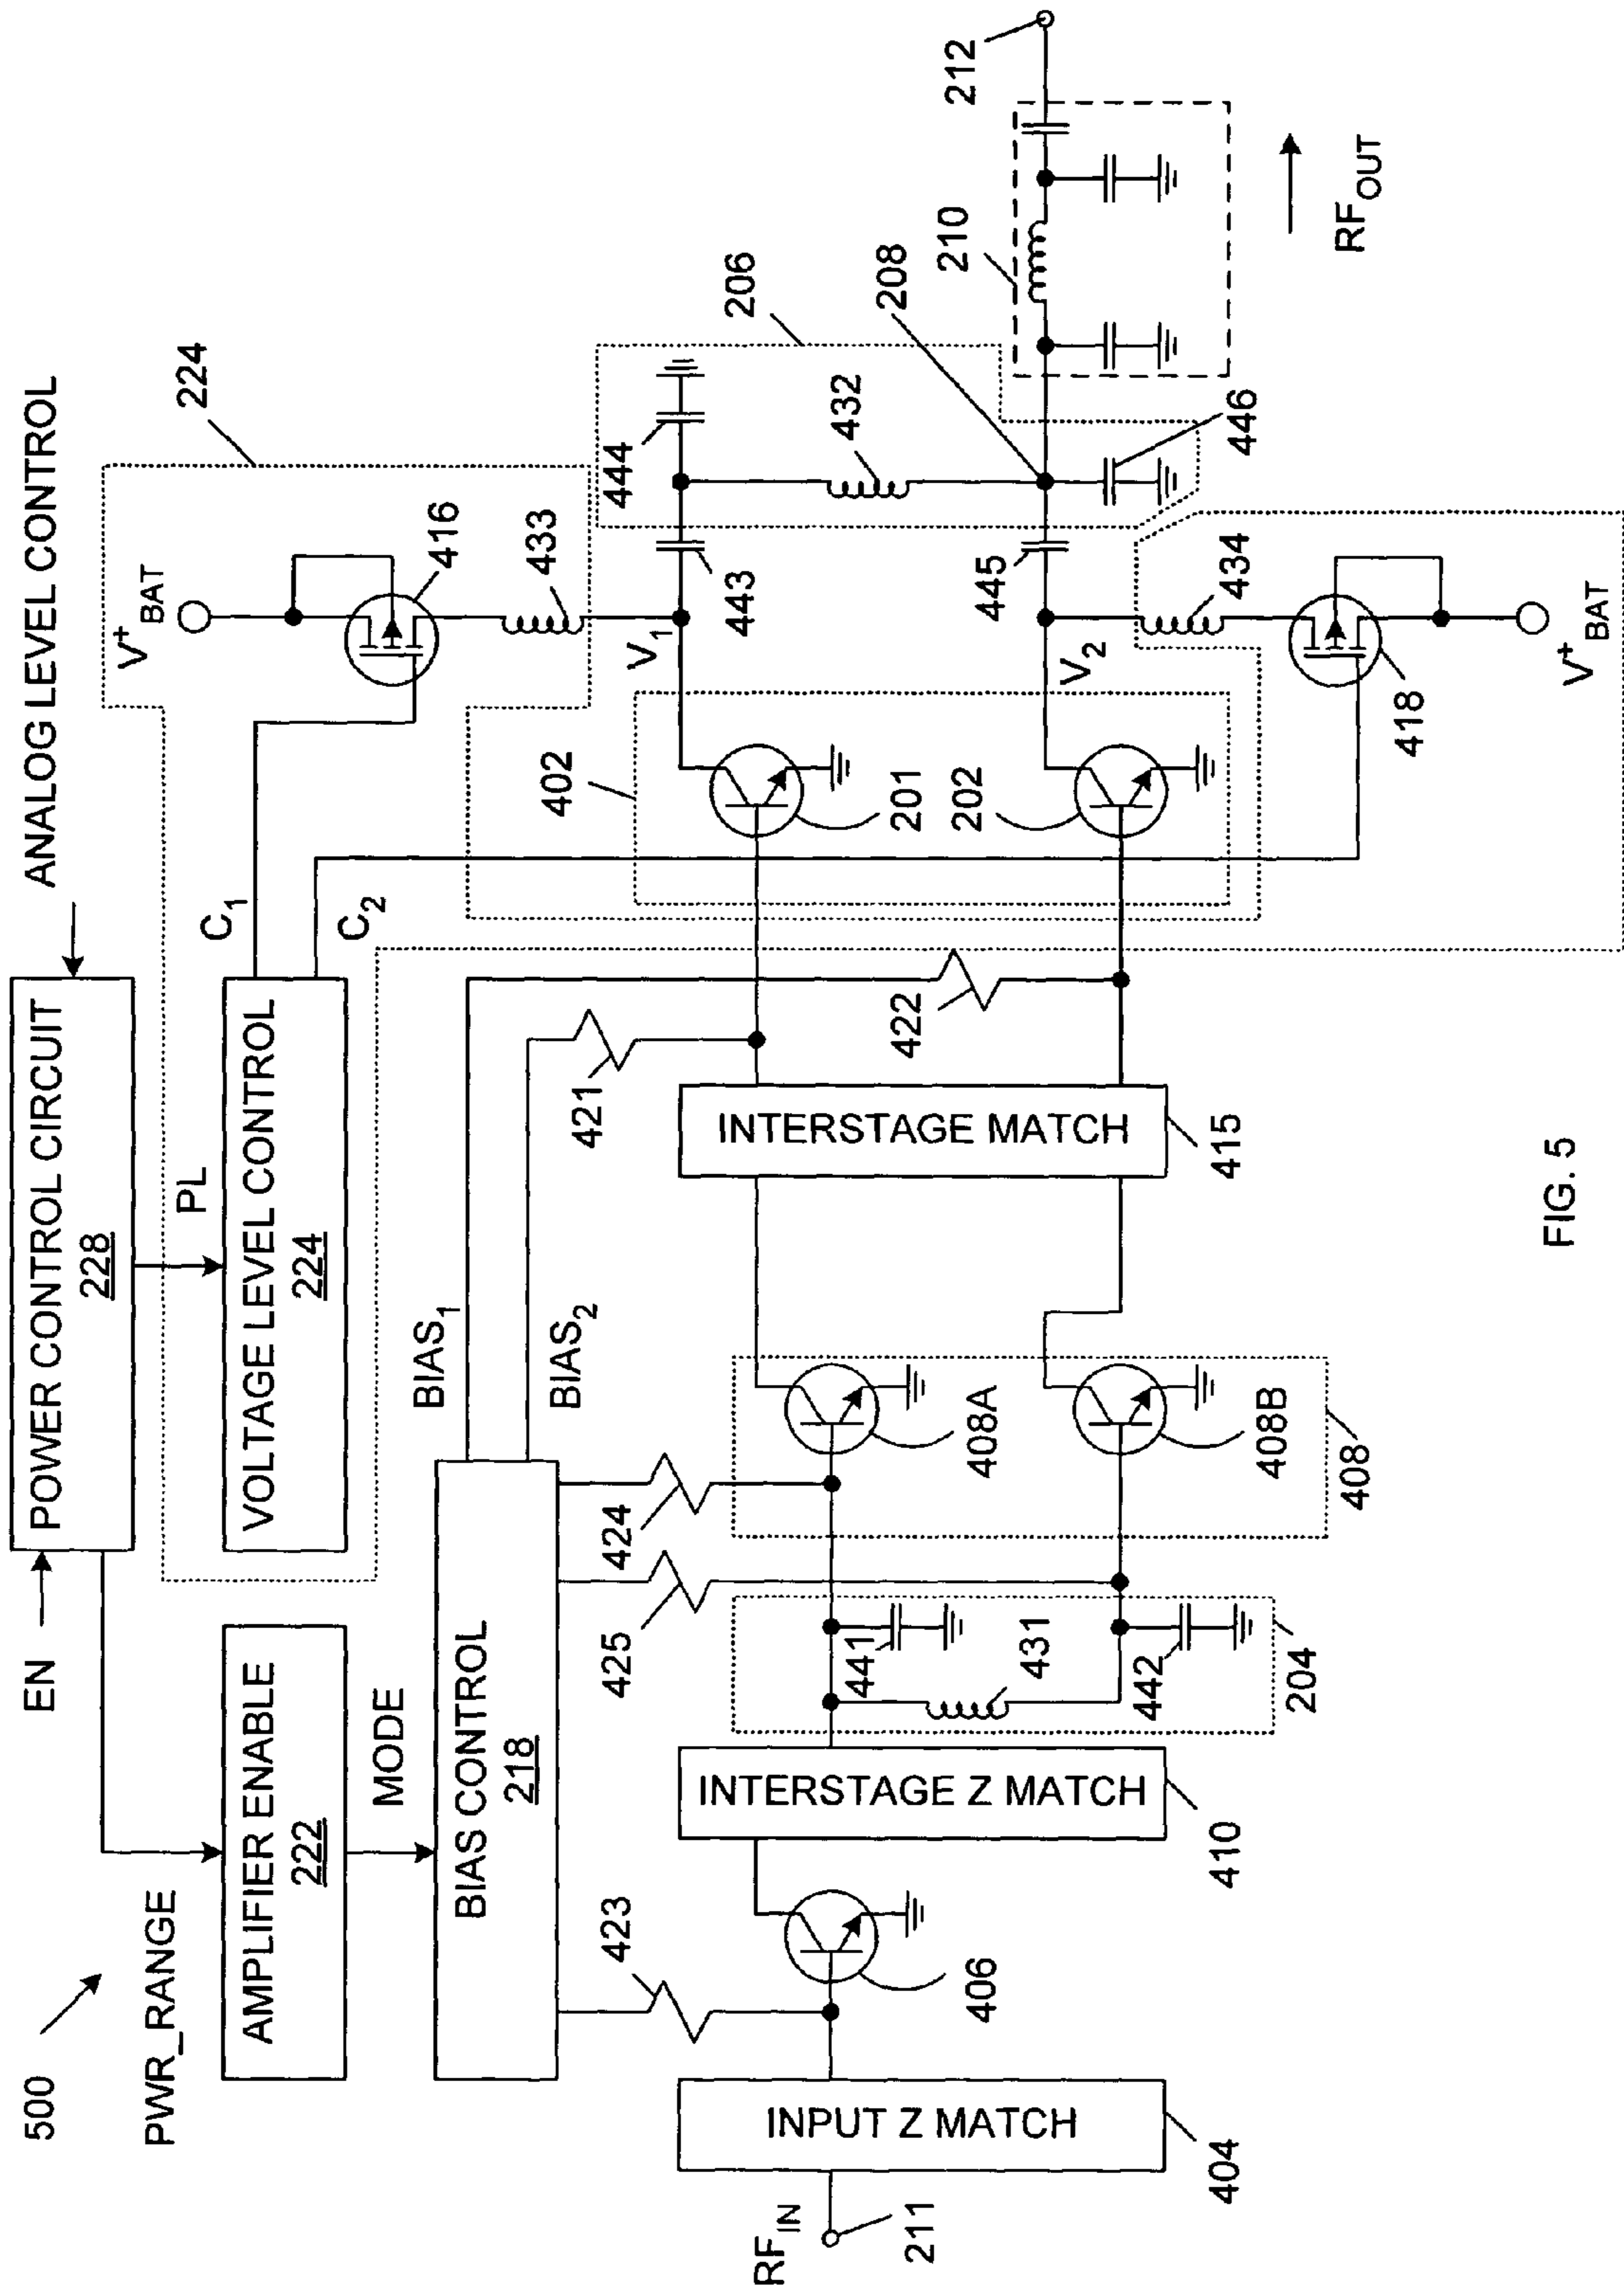 500
EN
ANALOG LEVEL CONTROL
POWER CONTROL CIRCUIT
228
PWR_RANGE
PL
AMPLIFIER ENABLE
222
VOLTAGE LEVEL CONTROL
224
C1
C2
224
V+BAT
416
433
MODE
BIAS CONTROL
218
BIAS1
BIAS2
423
425
424
421
422
402
V1
443
444
206
432
208
210
212
RFIN
211
INPUT Z MATCH
404
406
INTERSTAGE Z MATCH
410
441
431
442
204
408A
408B
408
INTERSTAGE MATCH
415
201
202
V2
445
446
434
418
V+BAT
RFOUT
FIG. 5